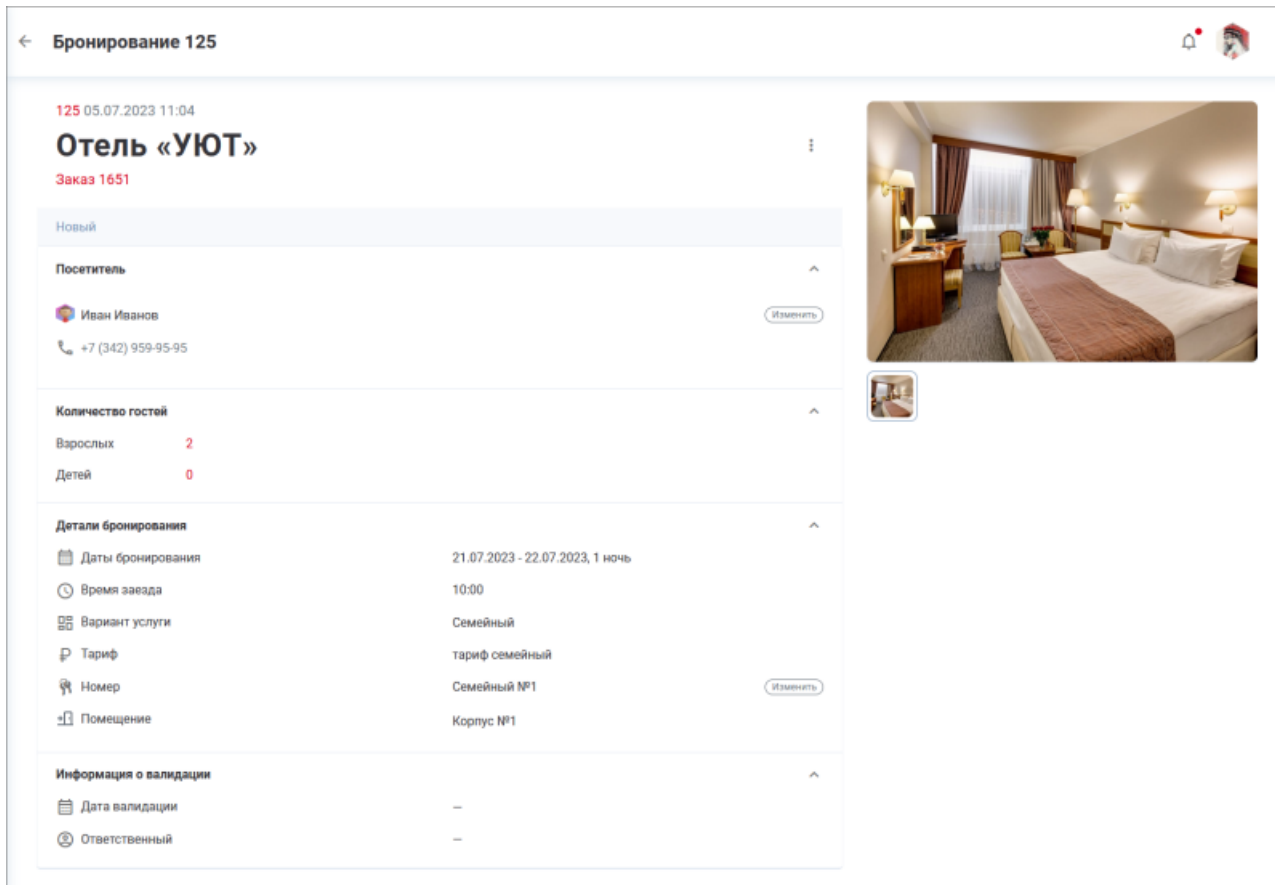 Бронирование 125
125 05.07.2023 11:04
Отель «УЮТ»
Заказ 1651
Новый
Посетитель
Иван Иванов
Изменить
+7 (342) 959-95-95
Количество гостей
Взрослых 2
Детей 0
Детали бронирования
Даты бронирования 21.07.2023 - 22.07.2023, 1 ночь
Время заезда 10:00
Вариант услуги Семейный
Тариф тариф семейный
Номер Семейный №1 Изменить
Помещение Корпус №1
Информация о валидации
Дата валидации –
Ответственный –